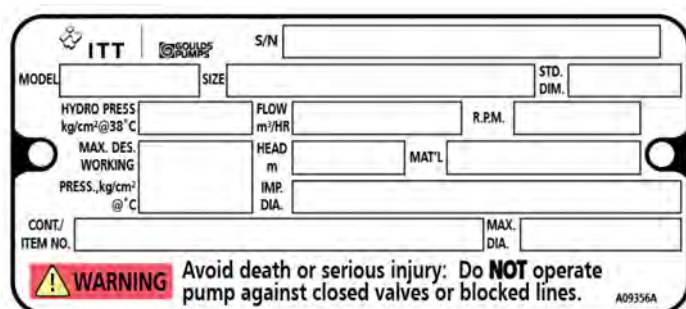 ITT GOULDS PUMPS S/N
MODEL SIZE STD. DIM.
HYDRO PRESS kg/cm²@38°C FLOW m³/HR R.P.M.
MAX. DES. WORKING PRESS.,kg/cm² @°C HEAD m MAT'L
IMP. DIA.
CONT./ ITEM NO. MAX. DIA.
WARNING Avoid death or serious injury: Do NOT operate
pump against closed valves or blocked lines. A09356A